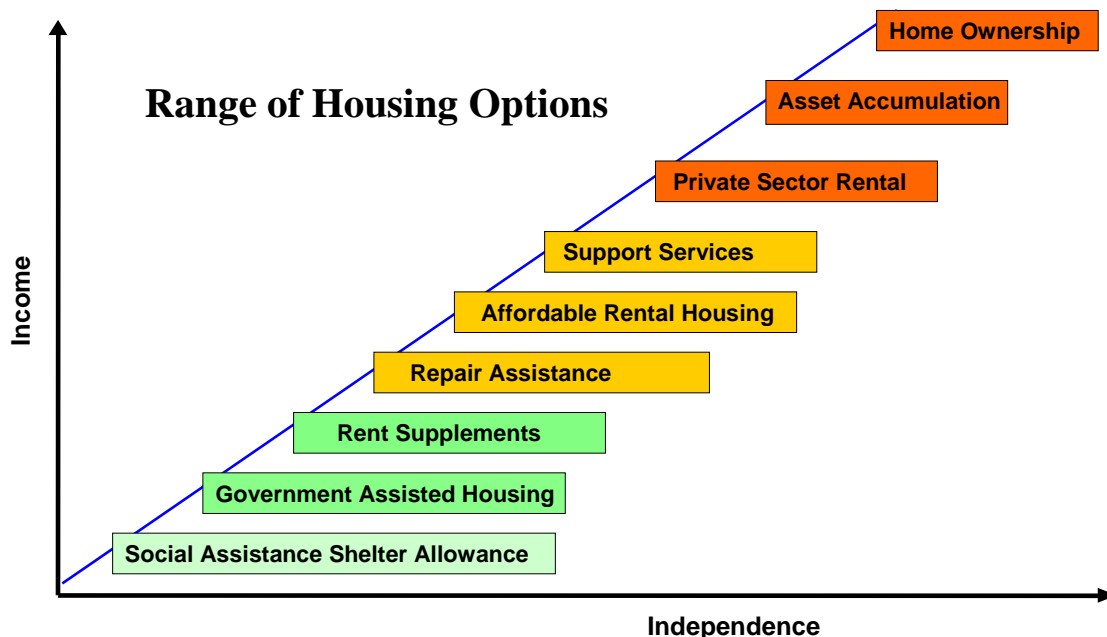 Home Ownership
Range of Housing Options
Asset Accumulation
Private Sector Rental
Support Services
Income
Affordable Rental Housing
Repair Assistance
Rent Supplements
Government Assisted Housing
Social Assistance Shelter Allowance
Independence